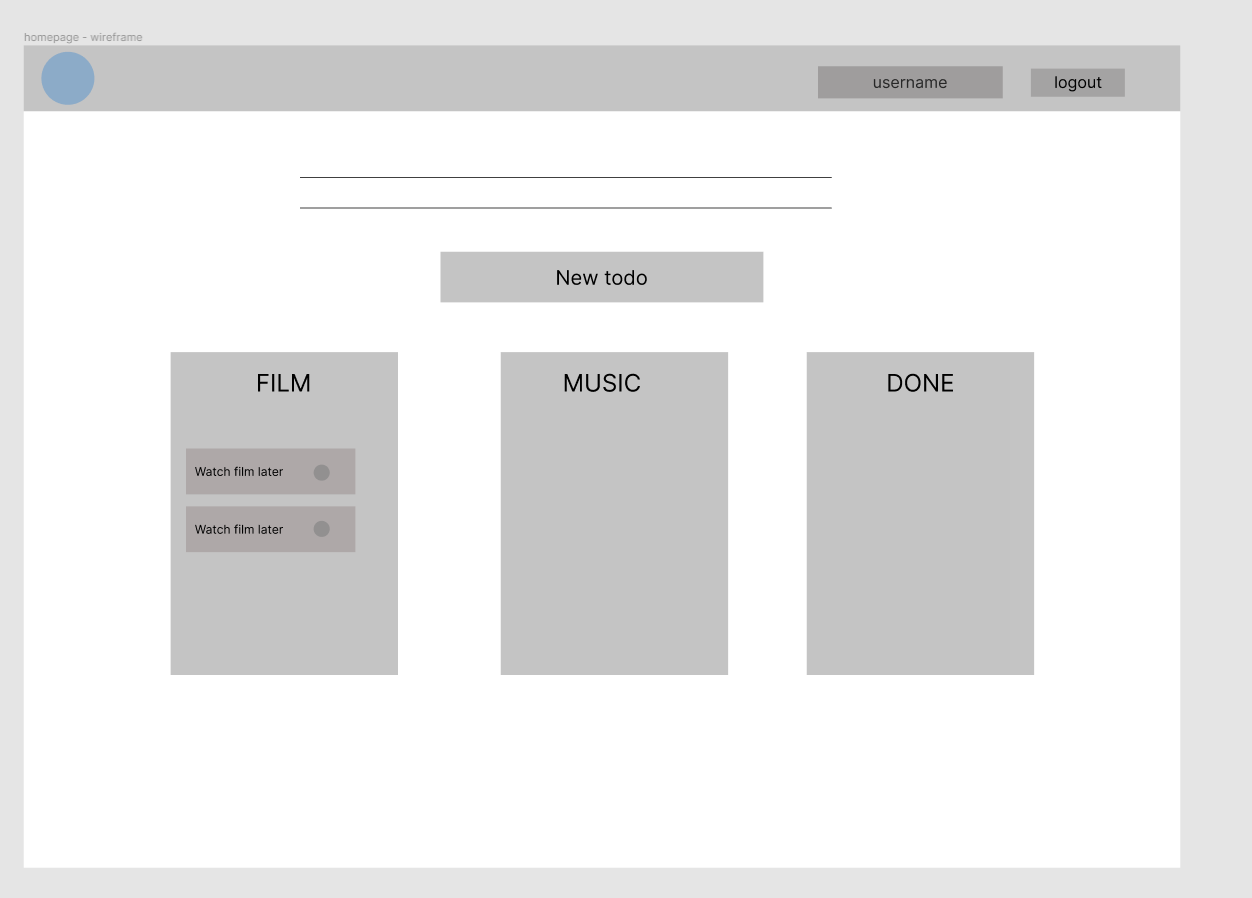 homepage - wireframe
username
logout
New todo
FILM
MUSIC
DONE
Watch film later
Watch film later